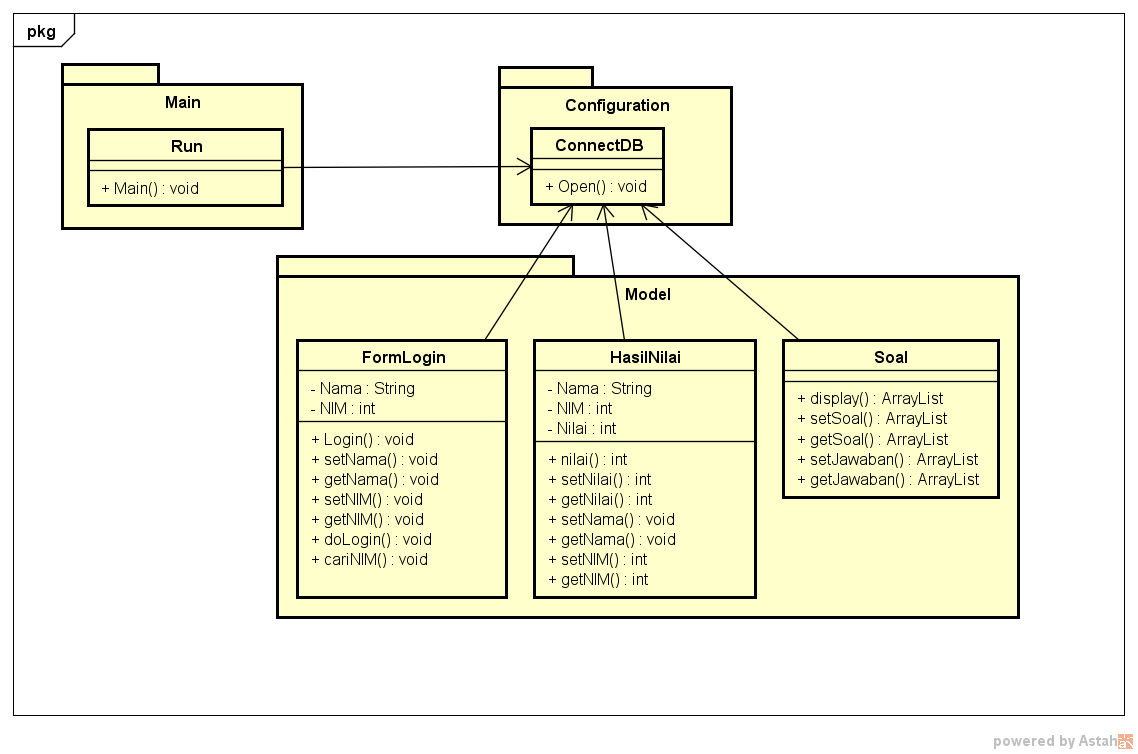 pkg
Main
Run
+ Main() : void
Configuration
ConnectDB
+ Open() : void
Model
FormLogin
- Nama : String
- NIM : int
+ Login() : void
+ setNama() : void
+ getNama() : void
+ setNIM() : void
+ getNIM() : void
+ doLogin() : void
+ cariNIM() : void
HasilNilai
- Nama : String
- NIM : int
- Nilai : int
+ nilai() : int
+ setNilai() : int
+ getNilai() : int
+ setNama() : void
+ getNama() : void
+ setNIM() : int
+ getNIM() : int
Soal
+ display() : ArrayList
+ setSoal() : ArrayList
+ getSoal() : ArrayList
+ setJawaban() : ArrayList
+ getJawaban() : ArrayList
powered by Astah